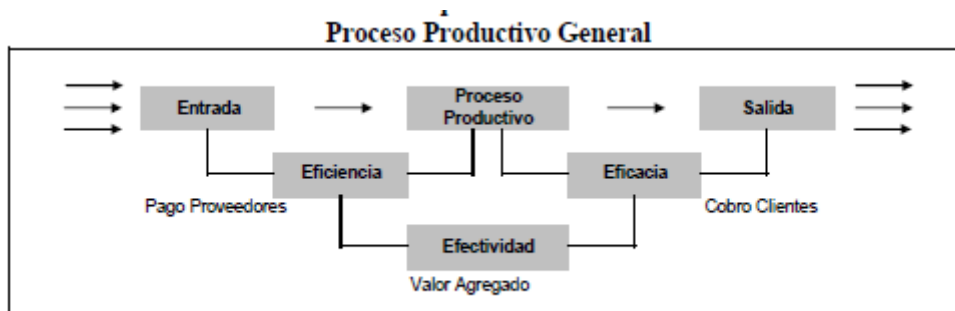 Proceso Productivo General
Entrada
Proceso
Productivo
Salida
Eficiencia
Eficacia
Pago Proveedores
Cobro Clientes
Efectividad
Valor Agregado